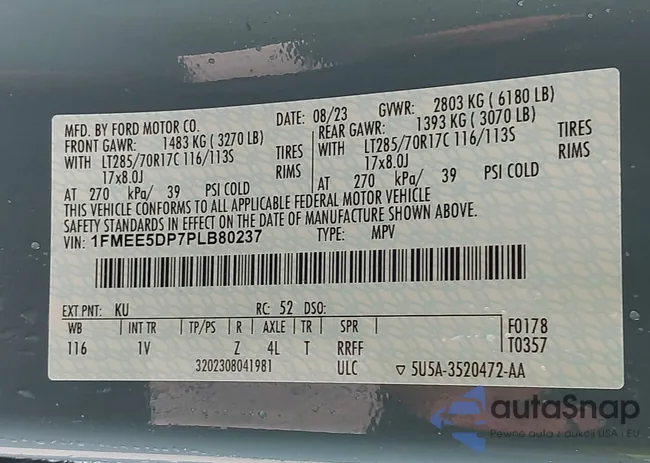 MFD. BY FORD MOTOR CO. DATE: 08/23 GVWR: 2803 KG ( 6180 LB)
FRONT GAWR: 1483 KG ( 3270 LB) REAR GAWR: 1393 KG ( 3070 LB)
WITH LT285/70R17C 116/113S TIRES WITH LT285/70R17C 116/113S TIRES
17x8.0J RIMS 17x8.0J RIMS
AT 270 kPa/ 39 PSI COLD AT 270 kPa/ 39 PSI COLD
THIS VEHICLE CONFORMS TO ALL APPLICABLE FEDERAL MOTOR VEHICLE
SAFETY STANDARDS IN EFFECT ON THE DATE OF MANUFACTURE SHOWN ABOVE.
VIN: 1FMEE5DP7PLB80237 TYPE: MPV
EXT PNT: KU RC: 52 DSO:
WB INT TR TP/PS R AXLE TR SPR F0178
116 1V Z 4L T RRFF T0357
3202308041981 ULC ▽ 5U5A-3520472-AA
autaSnap
Pewne auta z aukcji USA i EU